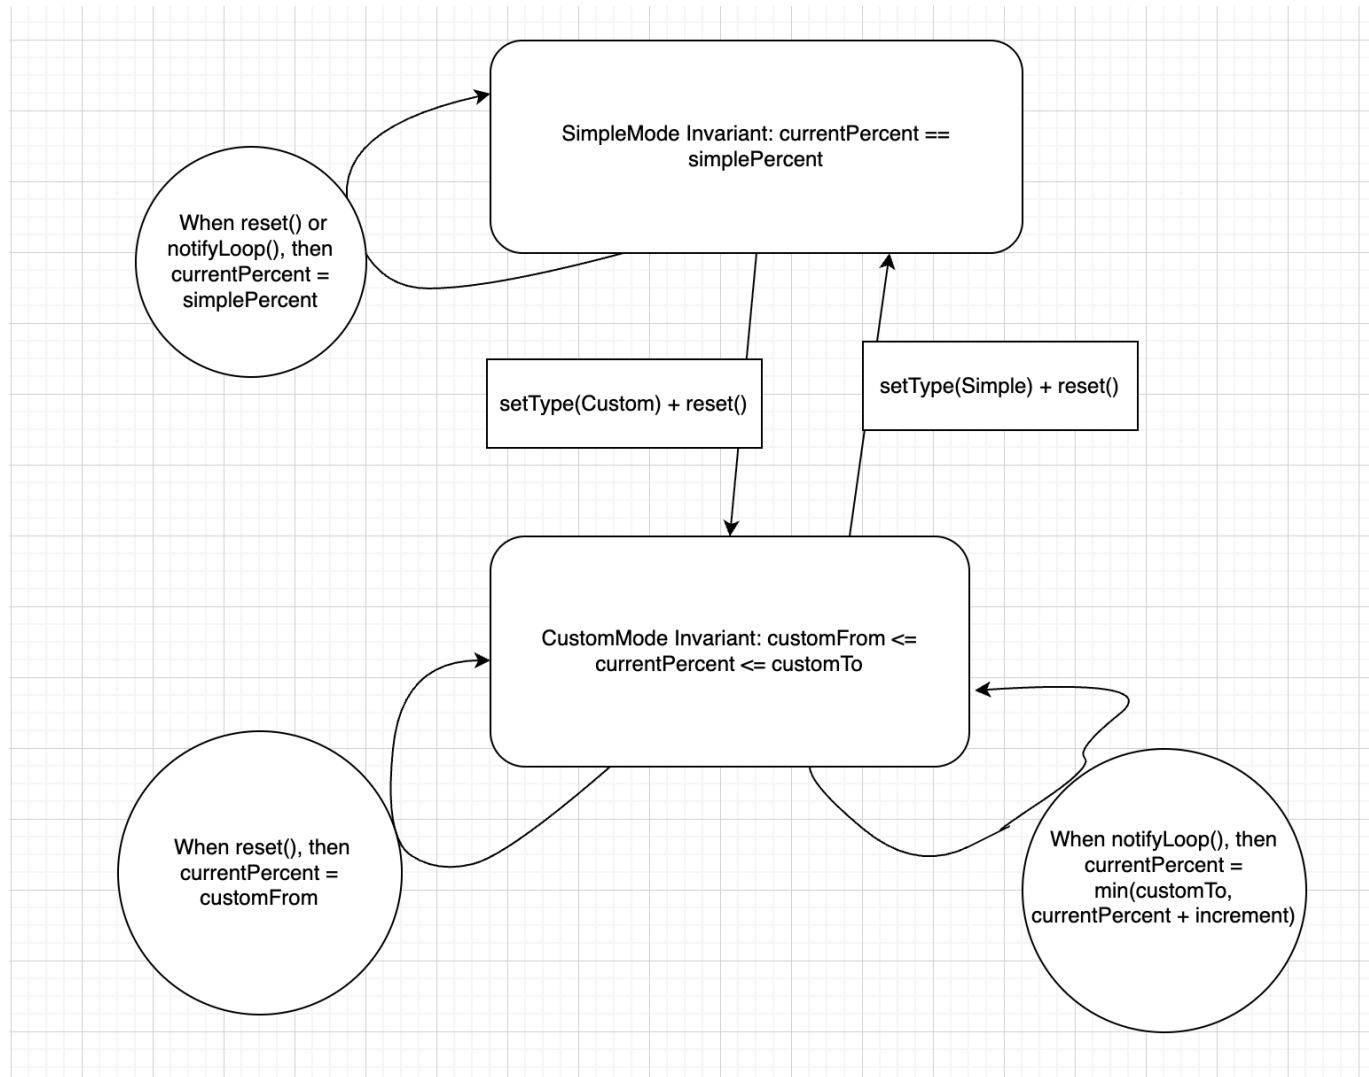 SimpleMode Invariant: currentPercent ==
simplePercent
When reset() or
notifyLoop(), then
currentPercent =
simplePercent
setType(Custom) + reset()
setType(Simple) + reset()
CustomMode Invariant: customFrom <=
currentPercent <= customTo
When reset(), then
currentPercent =
customFrom
When notifyLoop(), then
currentPercent =
min(customTo,
currentPercent + increment)